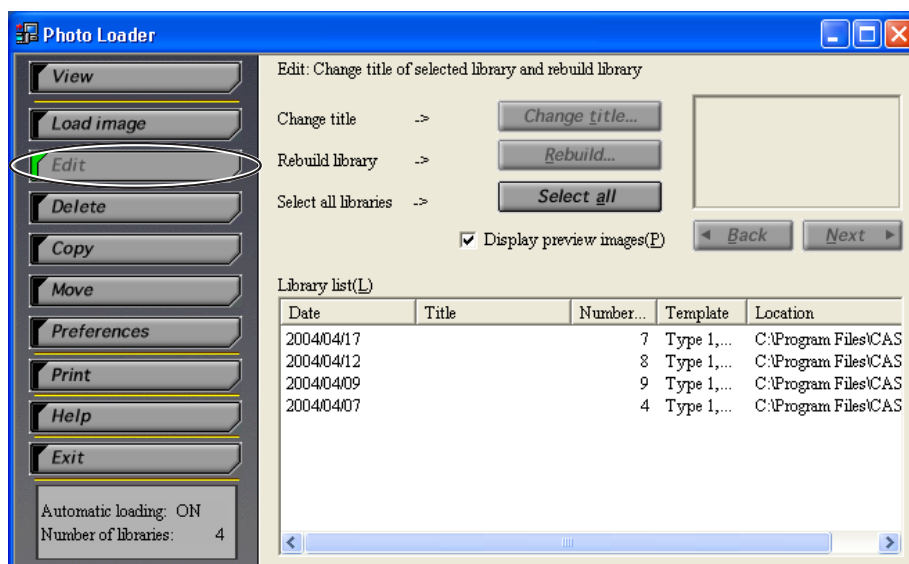 Photo Loader
View
Load image
Edit
Delete
Copy
Move
Preferences
Print
Help
Exit
Automatic loading: ON
Number of libraries: 4
Edit: Change title of selected library and rebuild library
Change title -> Change title...
Rebuild library -> Rebuild...
Select all libraries -> Select all
Display preview images(P)
Back Next
Library list(L)
Date Title Number... Template Location
2004/04/17 7 Type 1,... C:\Program Files\CAS
2004/04/12 8 Type 1,... C:\Program Files\CAS
2004/04/09 9 Type 1,... C:\Program Files\CAS
2004/04/07 4 Type 1,... C:\Program Files\CAS